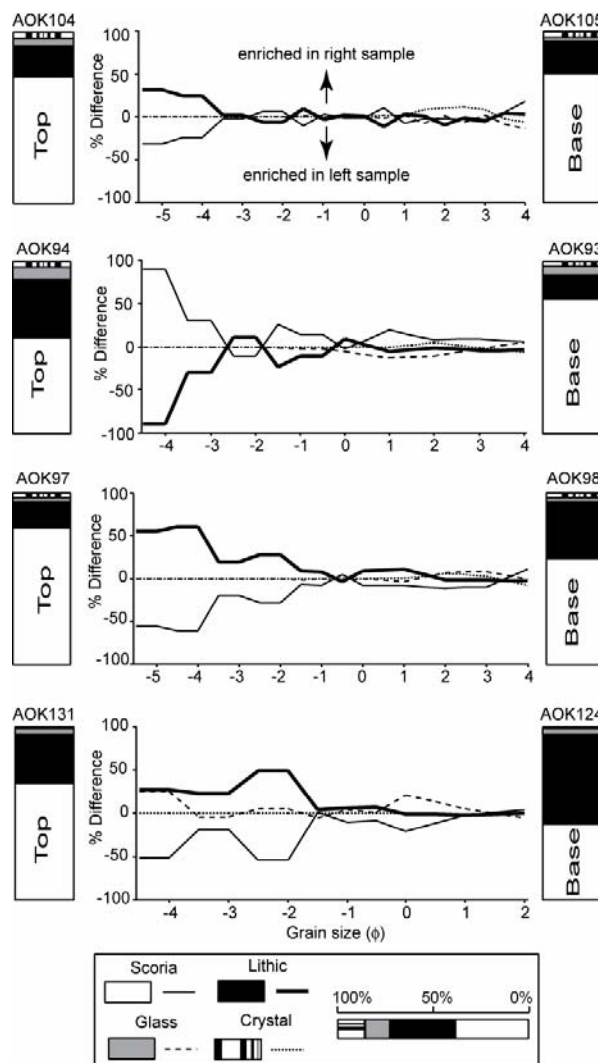 AOK104
AOK105
100
50
0
-50
-100
% Difference
enriched in right sample
enriched in left sample
Top
Base
-5 -4 -3 -2 -1 0 1 2 3 4
AOK94
AOK93
100
50
0
-50
-100
% Difference
Top
Base
-4 -3 -2 -1 0 1 2 3 4
AOK97
AOK98
100
50
0
-50
-100
% Difference
Top
Base
-5 -4 -3 -2 -1 0 1 2 3 4
AOK131
AOK124
100
50
0
-50
-100
% Difference
Top
Base
-4 -3 -2 -1 0 1 2
Grain size (ϕ)
Scoria Lithic
Glass Crystal
100% 50% 0%